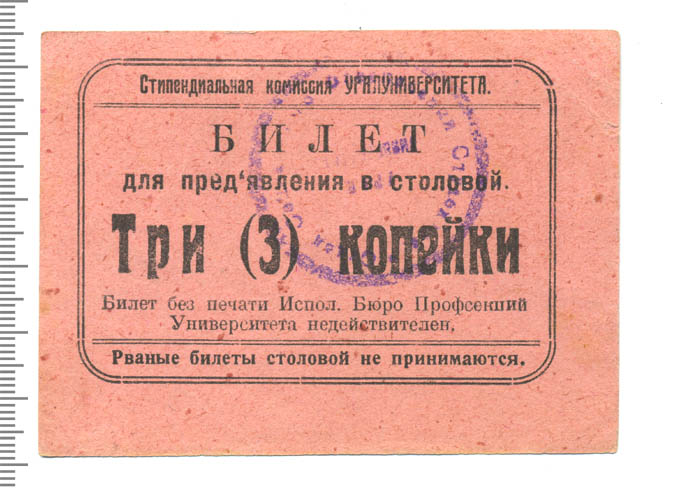 Стипендиальная комиссия УРАЛУНИВЕРСИТЕТА.
БИЛЕТ
для пред'явления в столовой.
Три (3) копейки
Билет без печати Испол. Бюро Профсекций
Университета недействителен.
Рваные билеты столовой не принимаются.